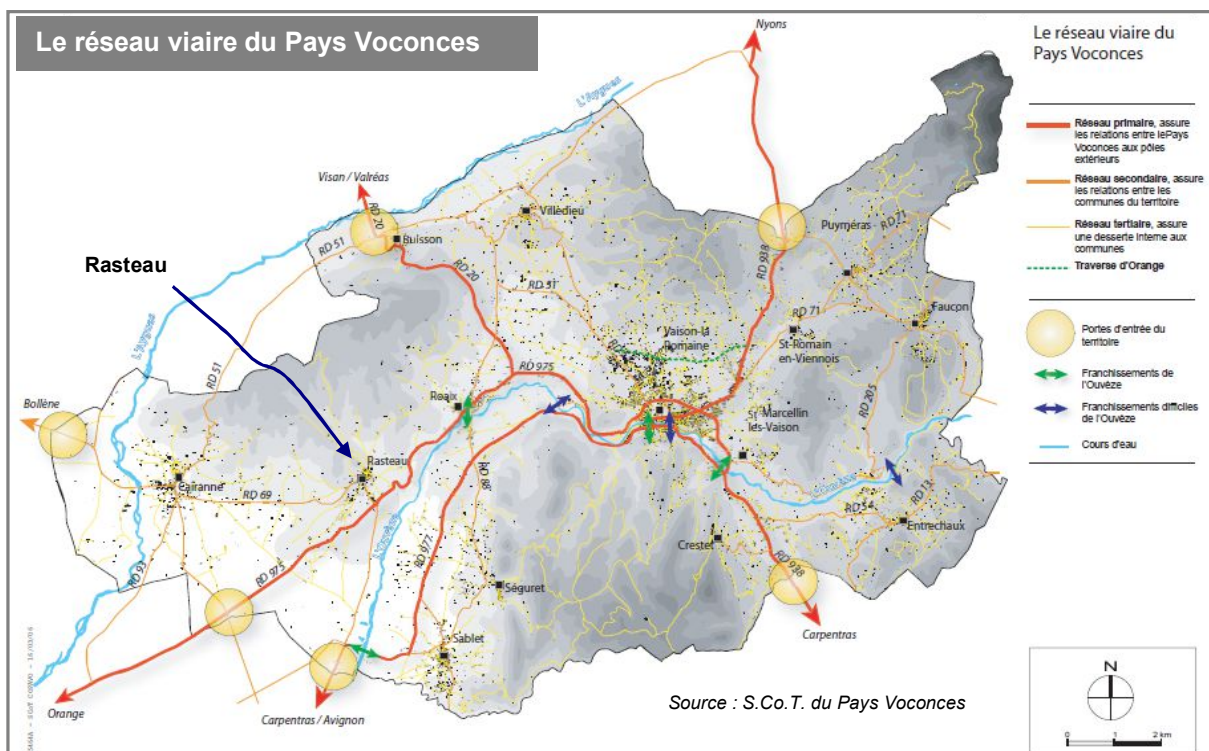 Le réseau viaire du Pays Voconces
Nyons
Le réseau viaire du
Pays Voconces
Réseau primaire, assure
les relations entre lePays
Voconces aux pôles
extérieurs
Réseau secondaire, assure
les relations entre les
communes du territoire
Réseau tertiaire, assure
une desserte interne aux
communes
Traverse d'Orange
Portes d'entrée du
territoire
Franchissements de
l'Ouvèze
Franchissements difficiles
de l'Ouvèze
Cours d'eau
L'Aygues
Visan / Valréas
RD 20
Villedieu
Puyméras
RD 71
RD 51
Buisson
RD 938
Rasteau
RD 20
RD 51
Faucon
RD 71
Vaison-la
Romaine
St-Romain
en-Viennois
L'Aygues
RD 51
RD 975
RD 205
Bollène
Roaix
St Marcellin
lès-Vaison
Rasteau
Cairanne
RD 69
RD 88
L'Ouvèze
RD 13
RD 54
Entrechaux
L'Ouvèze
Crestet
RD 977
RD 93
RD 975
RD 938
Séguret
Sablet
Carpentras
Orange
Carpentras / Avignon
Source : S.Co.T. du Pays Voconces
N
0 1 2 km